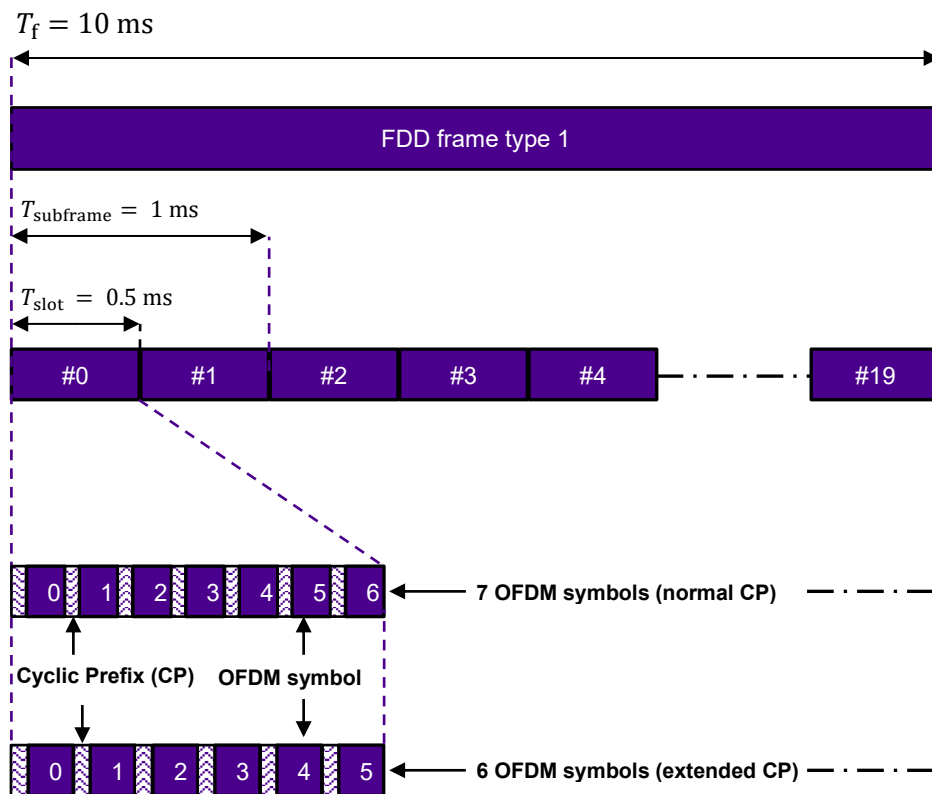 T_f = 10 ms
FDD frame type 1
T_subframe = 1 ms
T_slot = 0.5 ms
#0 #1 #2 #3 #4 #19
0 1 2 3 4 5 6 7 OFDM symbols (normal CP)
Cyclic Prefix (CP) OFDM symbol
0 1 2 3 4 5 6 OFDM symbols (extended CP)